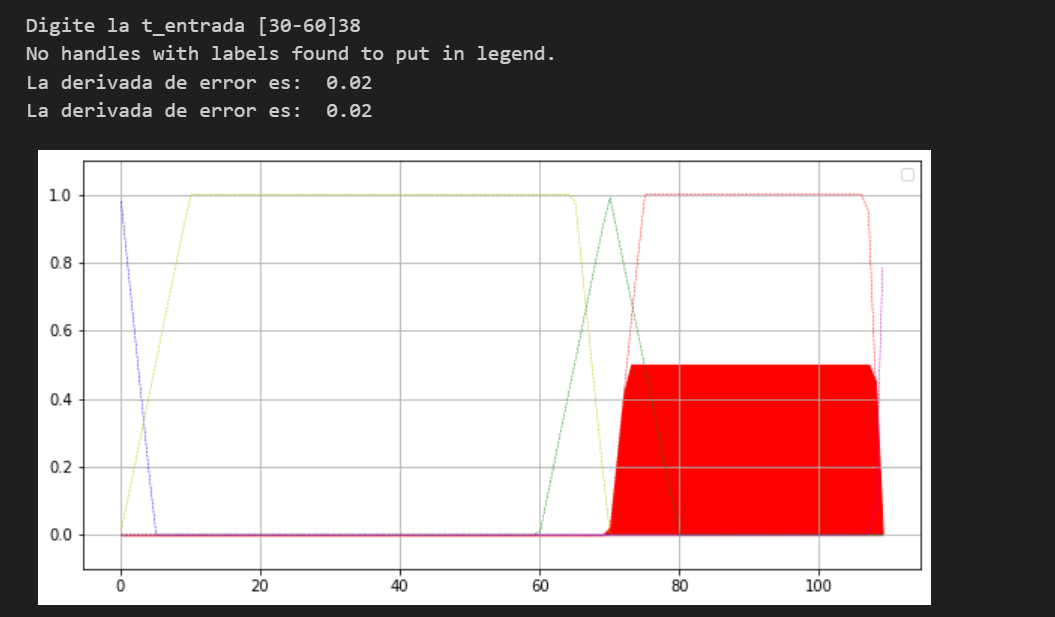 Digite la t_entrada [30-60]38
No handles with labels found to put in legend.
La derivada de error es:  0.02
La derivada de error es:  0.02
1.0
0.8
0.6
0.4
0.2
0.0
0 20 40 60 80 100